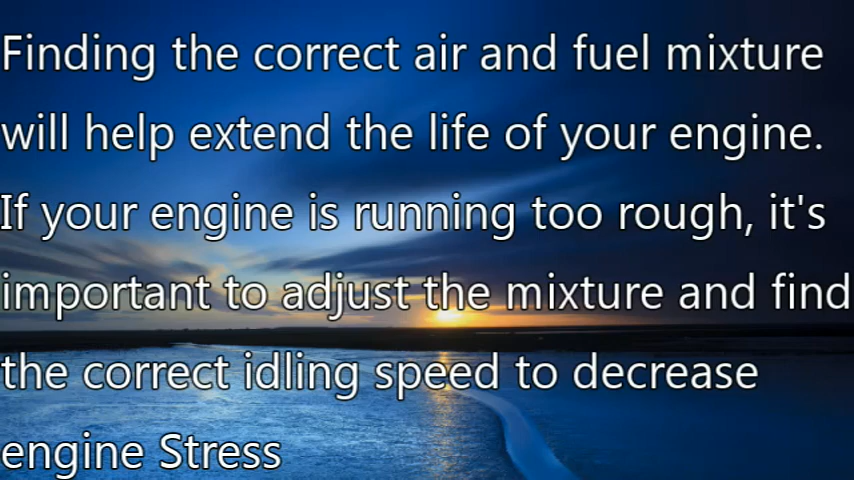 Finding the correct air and fuel mixture
will help extend the life of your engine.
If your engine is running too rough, it's
important to adjust the mixture and find
the correct idling speed to decrease
engine Stress